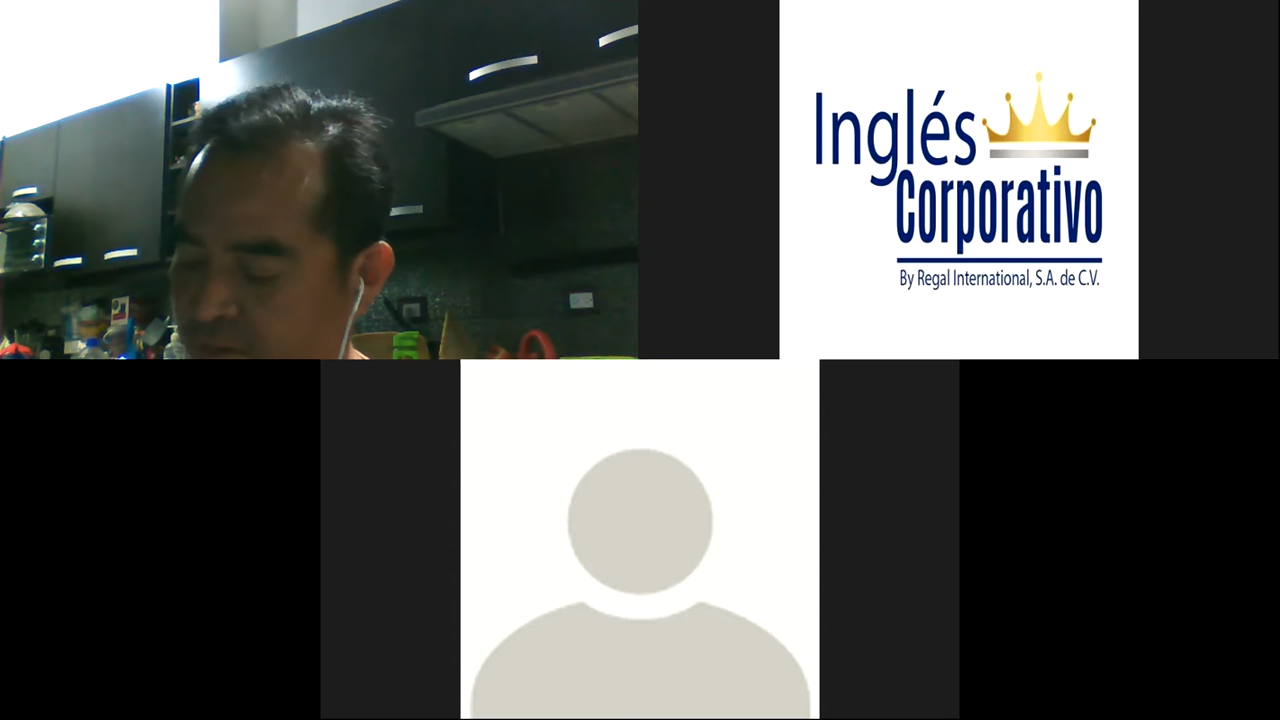 Inglés
Corporativo
By Regal International, S.A. de C.V.